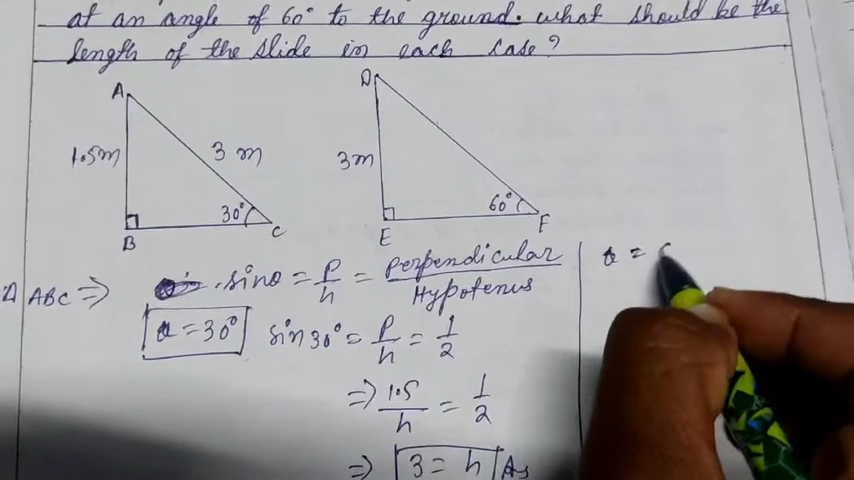 at an angle of 60° to the ground. what should be the
length of the slide in each case?
A
D
1.5m
3 m
3m
30°
60°
B
C
E
F
ABC ⇒ sinθ = P/h = Perpendicular/Hypotenus
θ =
θ = 30°
sin30° = P/h = 1/2
⇒ 1.5/h = 1/2
⇒ 3 = h As